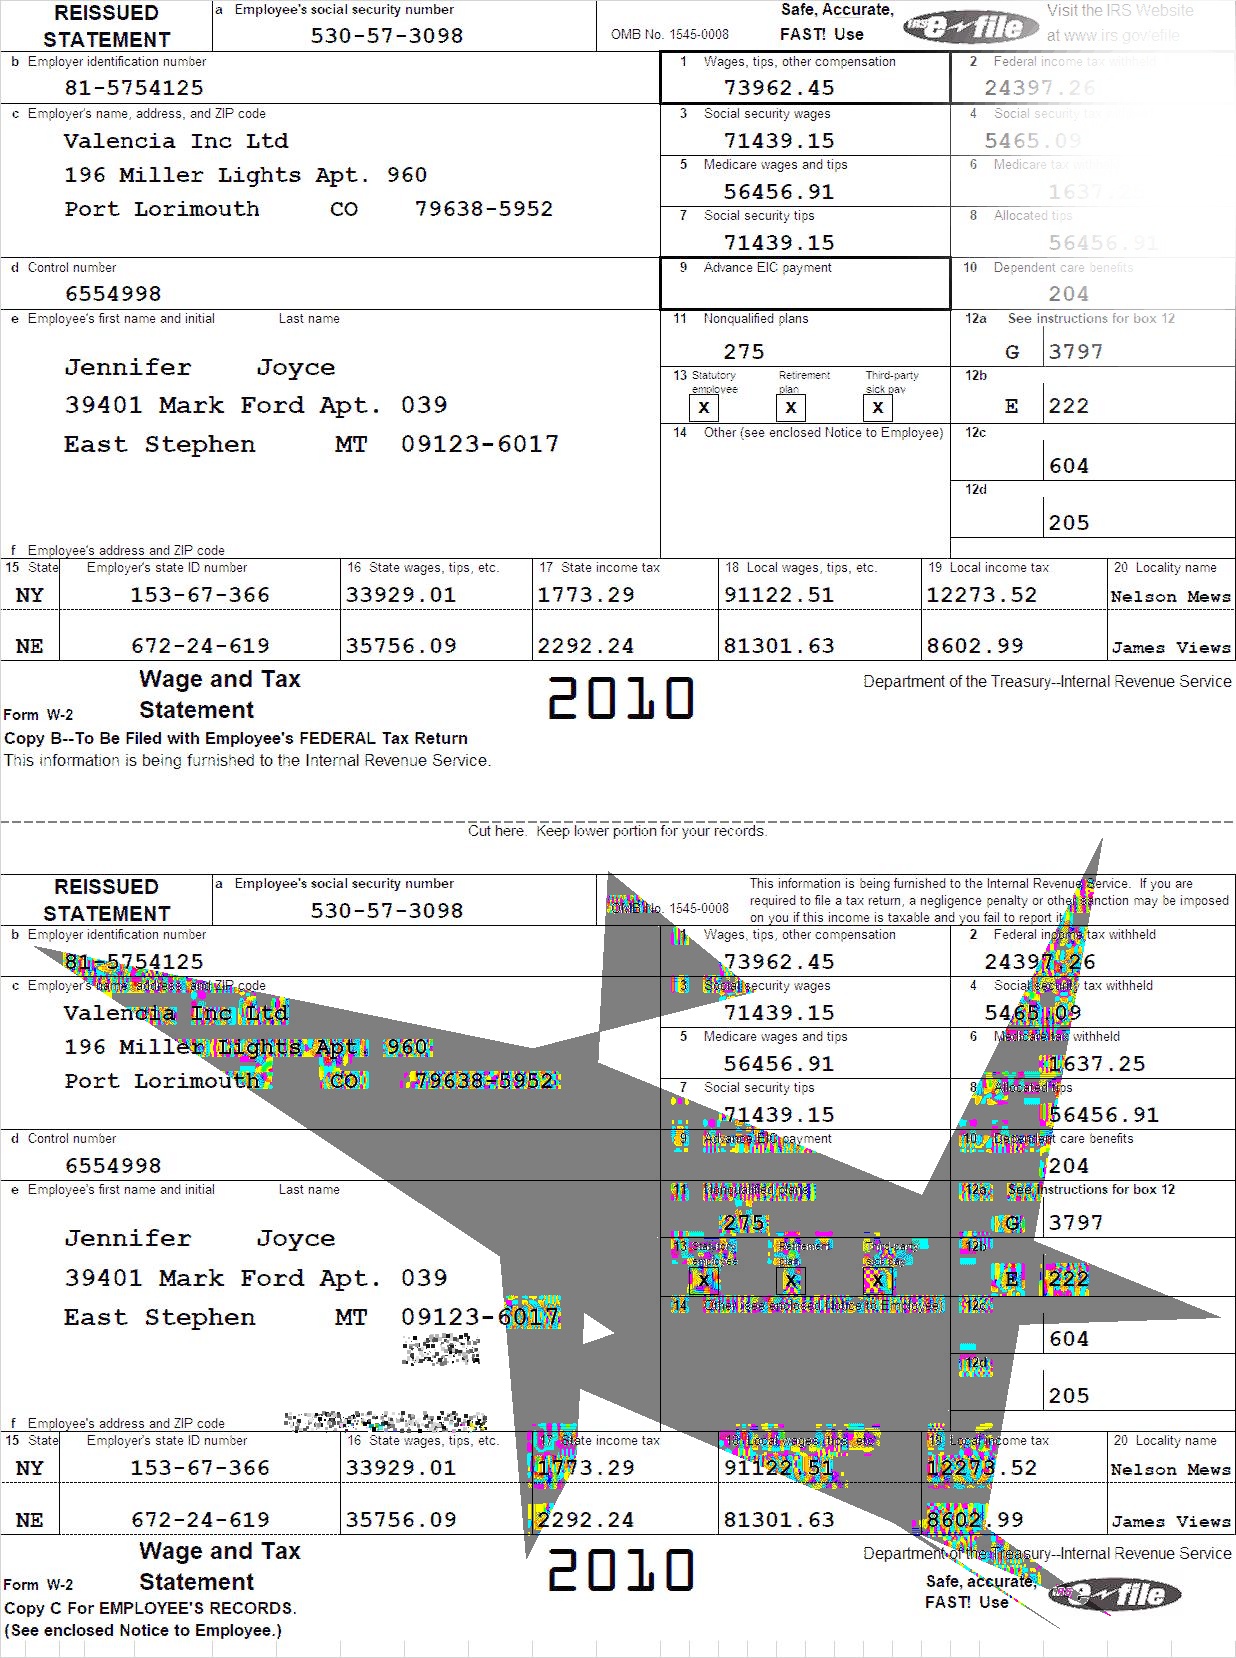 REISSUED STATEMENT
a Employee's social security number
530-57-3098
OMB No. 1545-0008
Safe, Accurate,
FAST! Use
IRS e-file
Visit the IRS Website
at www.irs.gov/efile
b Employer identification number
81-5754125
1 Wages, tips, other compensation
73962.45
2 Federal income tax withheld
24397.26
c Employer's name, address, and ZIP code
Valencia Inc Ltd
196 Miller Lights Apt. 960
Port Lorimouth CO 79638-5952
3 Social security wages
71439.15
4 Social security tax
5465.09
5 Medicare wages and tips
56456.91
6 Medicare tax
1637.25
7 Social security tips
71439.15
8 Allocated tips
56456.91
d Control number
6554998
9 Advance EIC payment
10 Dependent care benefits
204
e Employee's first name and initial Last name
Jennifer Joyce
39401 Mark Ford Apt. 039
East Stephen MT 09123-6017
11 Nonqualified plans
275
12a See instructions for box 12
G 3797
13 Statutory employee Retirement plan Third-party sick pay
X X X
12b
E 222
14 Other (see enclosed Notice to Employee)
12c
604
12d
205
f Employee's address and ZIP code
15 State Employer's state ID number 16 State wages, tips, etc. 17 State income tax 18 Local wages, tips, etc. 19 Local income tax 20 Locality name
NY 153-67-366 33929.01 1773.29 91122.51 12273.52 Nelson Mews
NE 672-24-619 35756.09 2292.24 81301.63 8602.99 James Views
Form W-2
Wage and Tax
Statement
2010
Department of the Treasury--Internal Revenue Service
Copy B--To Be Filed with Employee's FEDERAL Tax Return
This information is being furnished to the Internal Revenue Service.
Cut here. Keep lower portion for your records.
REISSUED STATEMENT
a Employee's social security number
530-57-3098
OMB No. 1545-0008
This information is being furnished to the Internal Revenue Service. If you are
required to file a tax return, a negligence penalty or other sanction may be imposed
on you if this income is taxable and you fail to report it
b Employer identification number
81-5754125
1 Wages, tips, other compensation
73962.45
2 Federal income tax withheld
24397.26
c Employer's name, address, and ZIP code
Valencia Inc Ltd
196 Miller Lights Apt. 960
Port Lorimouth CO 79638-5952
3 Social security wages
71439.15
4 Social security tax withheld
5465.09
5 Medicare wages and tips
56456.91
6 Medicare tax withheld
1637.25
7 Social security tips
71439.15
8 Allocated tips
56456.91
d Control number
6554998
9 Advance EIC payment
10 Dependent care benefits
204
e Employee's first name and initial Last name
Jennifer Joyce
39401 Mark Ford Apt. 039
East Stephen MT 09123-6017
11 Nonqualified plans
275
12a See instructions for box 12
G 3797
13 Statutory employee Retirement plan Third-party sick pay
X X X
12b
E 222
14 Other (see enclosed Notice to Employee)
12c
604
12d
205
f Employee's address and ZIP code
15 State Employer's state ID number 16 State wages, tips, etc. 17 State income tax 18 Local wages, tips, etc. 19 Local income tax 20 Locality name
NY 153-67-366 33929.01 1773.29 91122.51 12273.52 Nelson Mews
NE 672-24-619 35756.09 2292.24 81301.63 8602.99 James Views
Form W-2
Wage and Tax
Statement
2010
Department of the Treasury--Internal Revenue Service
Safe, accurate,
FAST! Use
IRS e-file
Copy C For EMPLOYEE'S RECORDS.
(See enclosed Notice to Employee.)